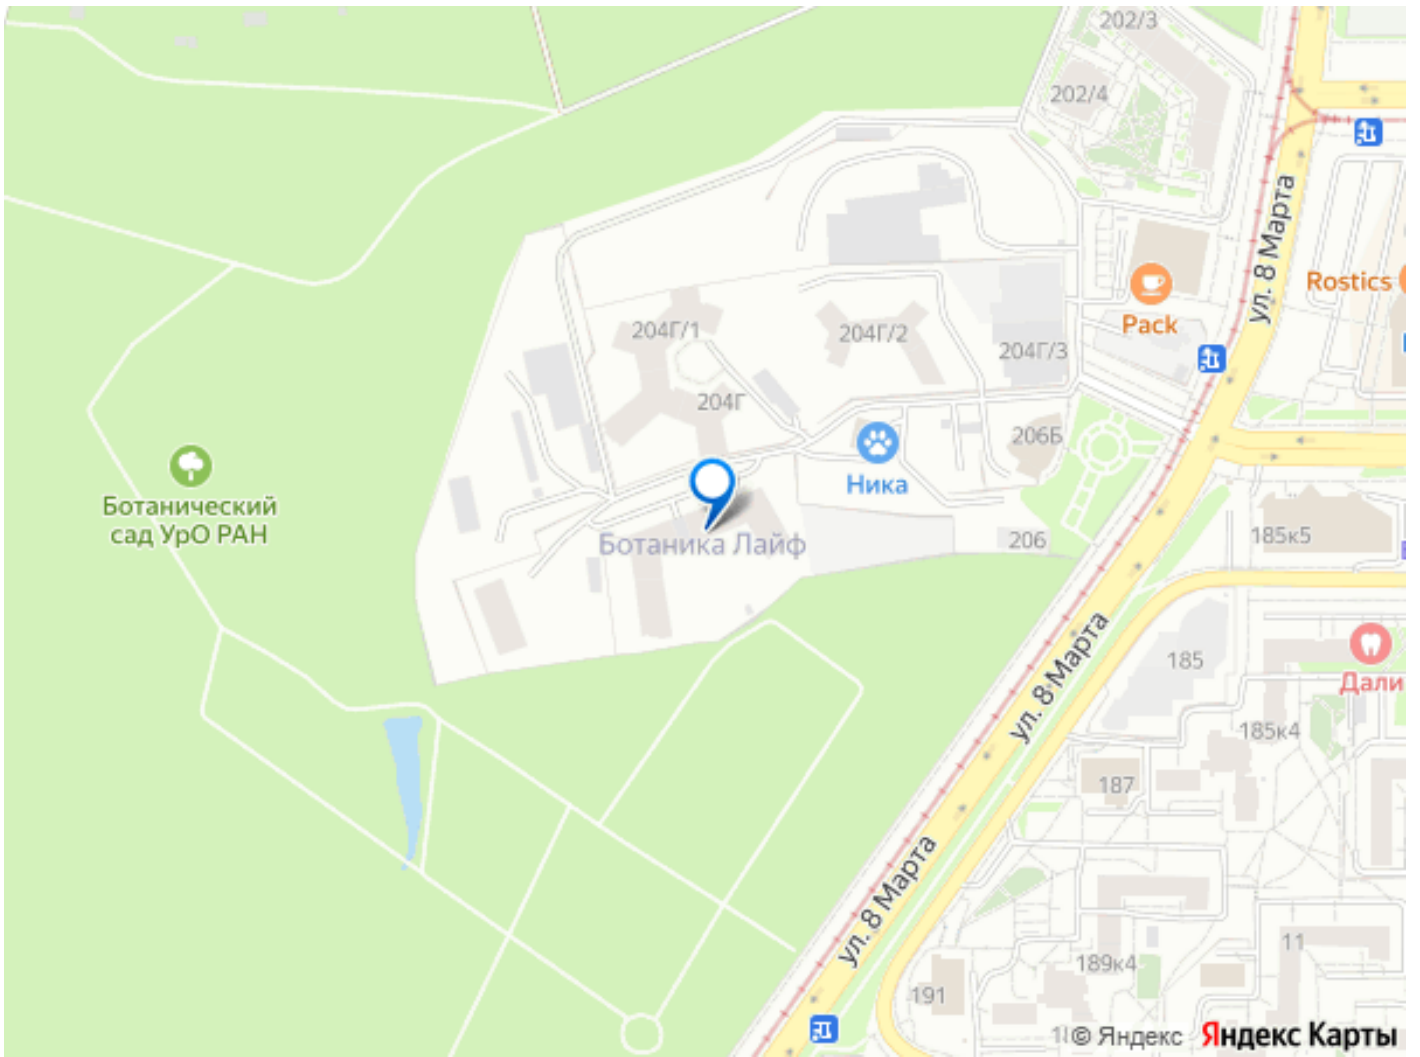 202/3
202/4
ул. 8 Марта
Rostics
Pack
204Г/1
204Г/2
204Г/3
204Г
206Б
Ника
Ботанический
сад УрО РАН
Ботаника Лайф
206
185к5
ул. 8 Марта
185
Дали
185к4
187
ул. 8 Марта
11
189к4
191
© Яндекс
Яндекс Карты